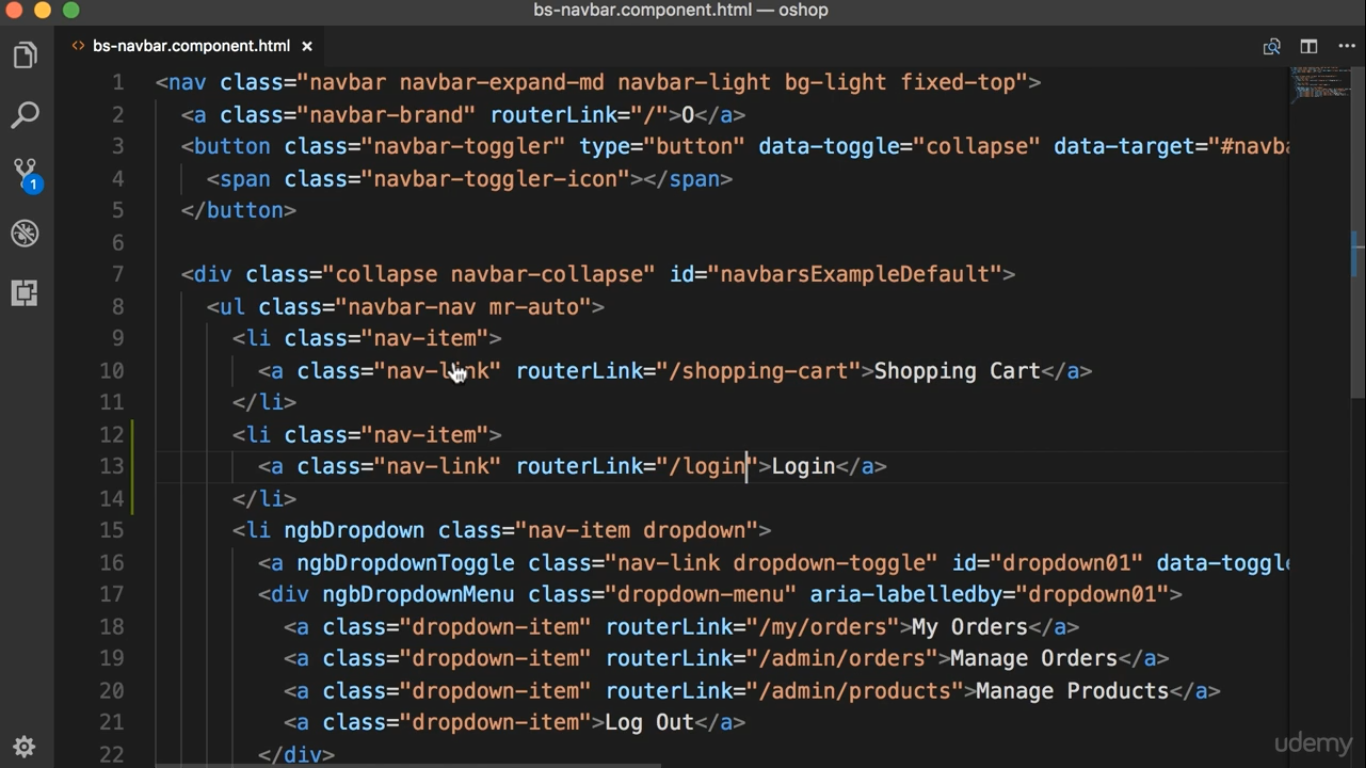 bs-navbar.component.html — oshop
<> bs-navbar.component.html ×
1 <nav class="navbar navbar-expand-md navbar-light bg-light fixed-top">
2 <a class="navbar-brand" routerLink="/">O</a>
3 <button class="navbar-toggler" type="button" data-toggle="collapse" data-target="#navba
4 <span class="navbar-toggler-icon"></span>
5 </button>
6
7 <div class="collapse navbar-collapse" id="navbarsExampleDefault">
8 <ul class="navbar-nav mr-auto">
9 <li class="nav-item">
10 <a class="nav-link" routerLink="/shopping-cart">Shopping Cart</a>
11 </li>
12 <li class="nav-item">
13 <a class="nav-link" routerLink="/login">Login</a>
14 </li>
15 <li ngbDropdown class="nav-item dropdown">
16 <a ngbDropdownToggle class="nav-link dropdown-toggle" id="dropdown01" data-toggle
17 <div ngbDropdownMenu class="dropdown-menu" aria-labelledby="dropdown01">
18 <a class="dropdown-item" routerLink="/my/orders">My Orders</a>
19 <a class="dropdown-item" routerLink="/admin/orders">Manage Orders</a>
20 <a class="dropdown-item" routerLink="/admin/products">Manage Products</a>
21 <a class="dropdown-item">Log Out</a>
22 </div>
1
udemy